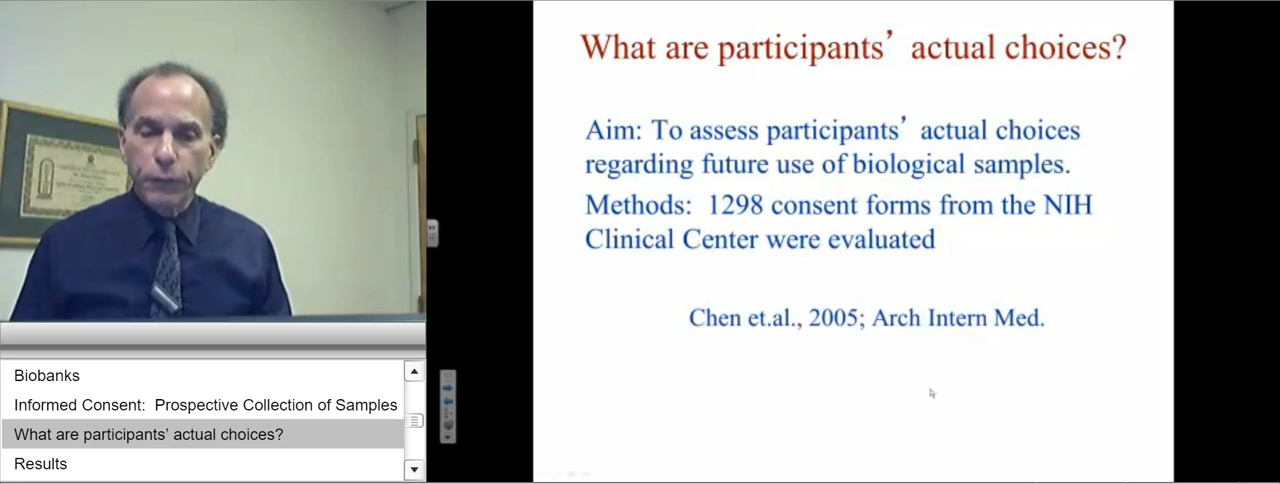 What are participants’ actual choices?
Aim: To assess participants’ actual choices
regarding future use of biological samples.
Methods: 1298 consent forms from the NIH
Clinical Center were evaluated
Chen et.al., 2005; Arch Intern Med.
Biobanks
Informed Consent: Prospective Collection of Samples
What are participants’ actual choices?
Results